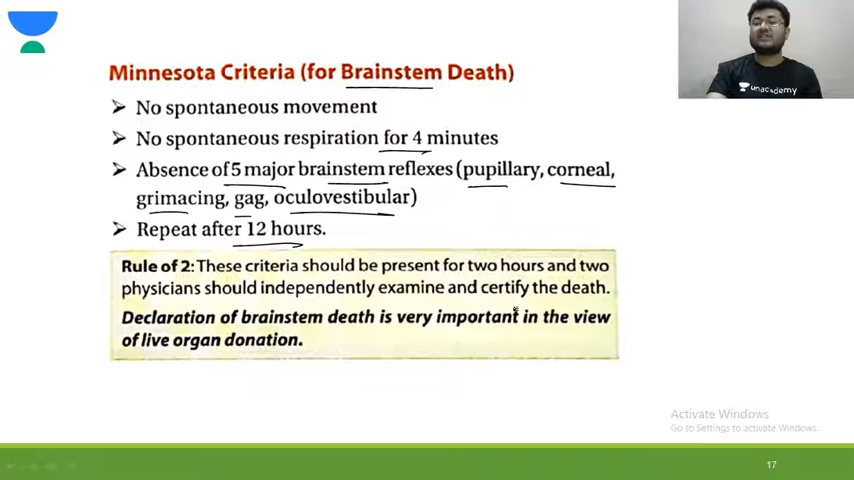 unacademy
Minnesota Criteria (for Brainstem Death)
➢ No spontaneous movement
➢ No spontaneous respiration for 4 minutes
➢ Absence of 5 major brainstem reflexes (pupillary, corneal,
grimacing, gag, oculovestibular)
➢ Repeat after 12 hours.
Rule of 2: These criteria should be present for two hours and two
physicians should independently examine and certify the death.
Declaration of brainstem death is very important in the view
of live organ donation.
Activate Windows
Go to Settings to activate Windows.
17